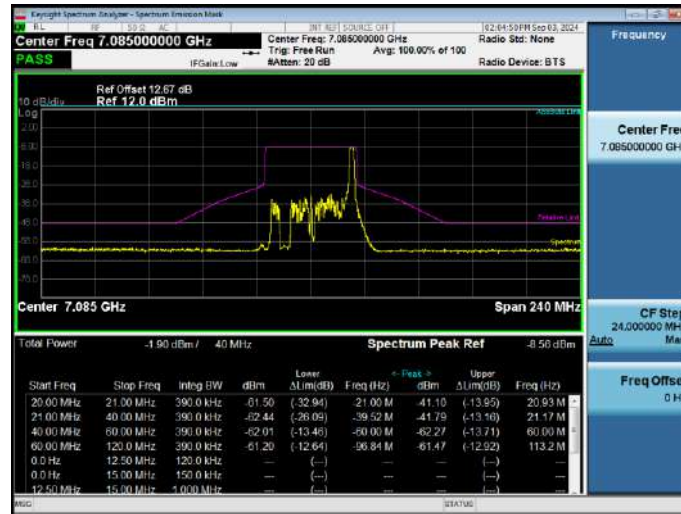 Keysight Spectrum Analyzer - Spectrum Emission Mask
RL RF 50 Ω AC INT REF SOURCE OFF 02:04:50PM Sep 03, 2024
Center Freq 7.085000000 GHz
Center Freq: 7.085000000 GHz
Radio Std: None
Trig: Free Run Avg: 100.00% of 100
PASS
IFGain:Low #Atten: 20 dB Radio Device: BTS
Ref Offset 12.67 dB
10 dB/div Ref 12.0 dBm
Log
2.00
Spectrum
Center 7.085 GHz Span 240 MHz
Total Power -1.90 dBm / 40 MHz Spectrum Peak Ref -8.56 dBm
Lower <- Peak -> Upper
Start Freq Stop Freq Integ BW dBm ΔLim(dB) Freq (Hz) dBm ΔLim(dB) Freq (Hz)
20.00 MHz 21.00 MHz 390.0 kHz -61.50 (-32.94) -21.00 M -41.10 (-13.95) 20.93 M
21.00 MHz 40.00 MHz 390.0 kHz -62.44 (-26.09) -39.52 M -41.79 (-13.16) 21.17 M
40.00 MHz 60.00 MHz 390.0 kHz -62.01 (-13.46) -60.00 M -62.27 (-13.71) 60.00 M
60.00 MHz 120.0 MHz 390.0 kHz -61.20 (-12.64) -96.84 M -61.47 (-12.92) 113.2 M
0.0 Hz 12.50 MHz 120.0 kHz --- (---) --- (---)
0.0 Hz 15.00 MHz 150.0 kHz --- (---) --- (---)
12.50 MHz 15.00 MHz 1.000 MHz --- (---) --- (---)
MSG STATUS
Frequency
Center Fre
7.085000000 GH
CF Step
24.000000 MH
Auto Ma
Freq Offse
0 H